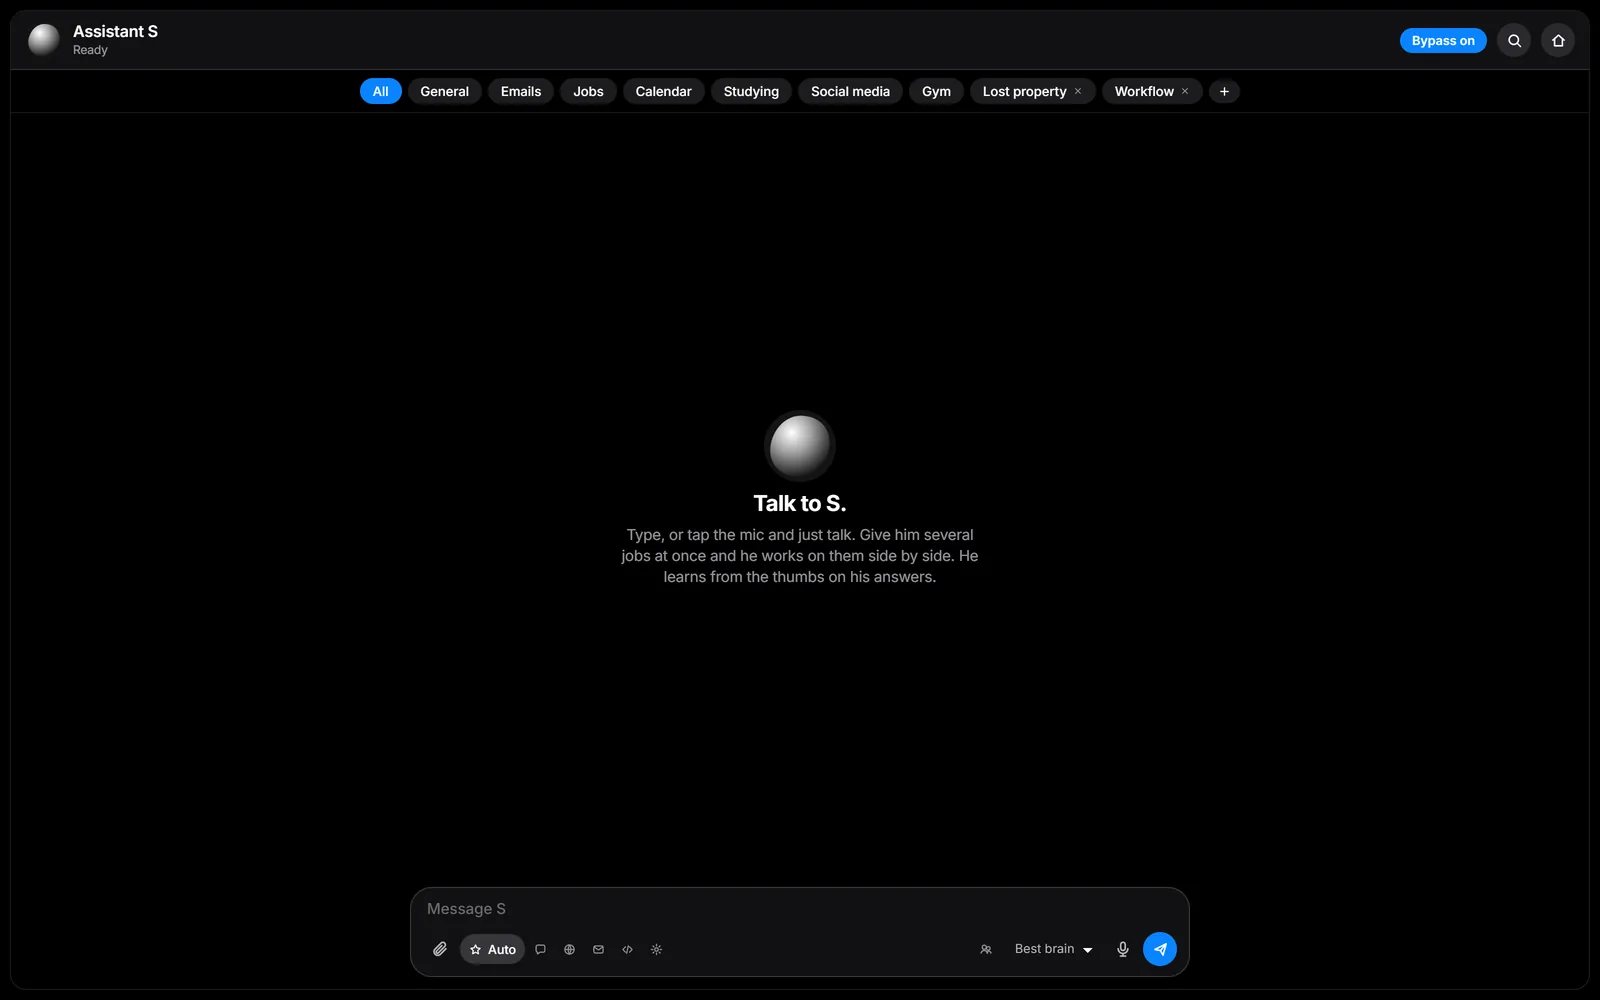 Assistant S
Ready
Bypass on
All
General
Emails
Jobs
Calendar
Studying
Social media
Gym
Lost property ×
Workflow ×
+
Talk to S.
Type, or tap the mic and just talk. Give him several
jobs at once and he works on them side by side. He
learns from the thumbs on his answers.
Message S
Auto
Best brain